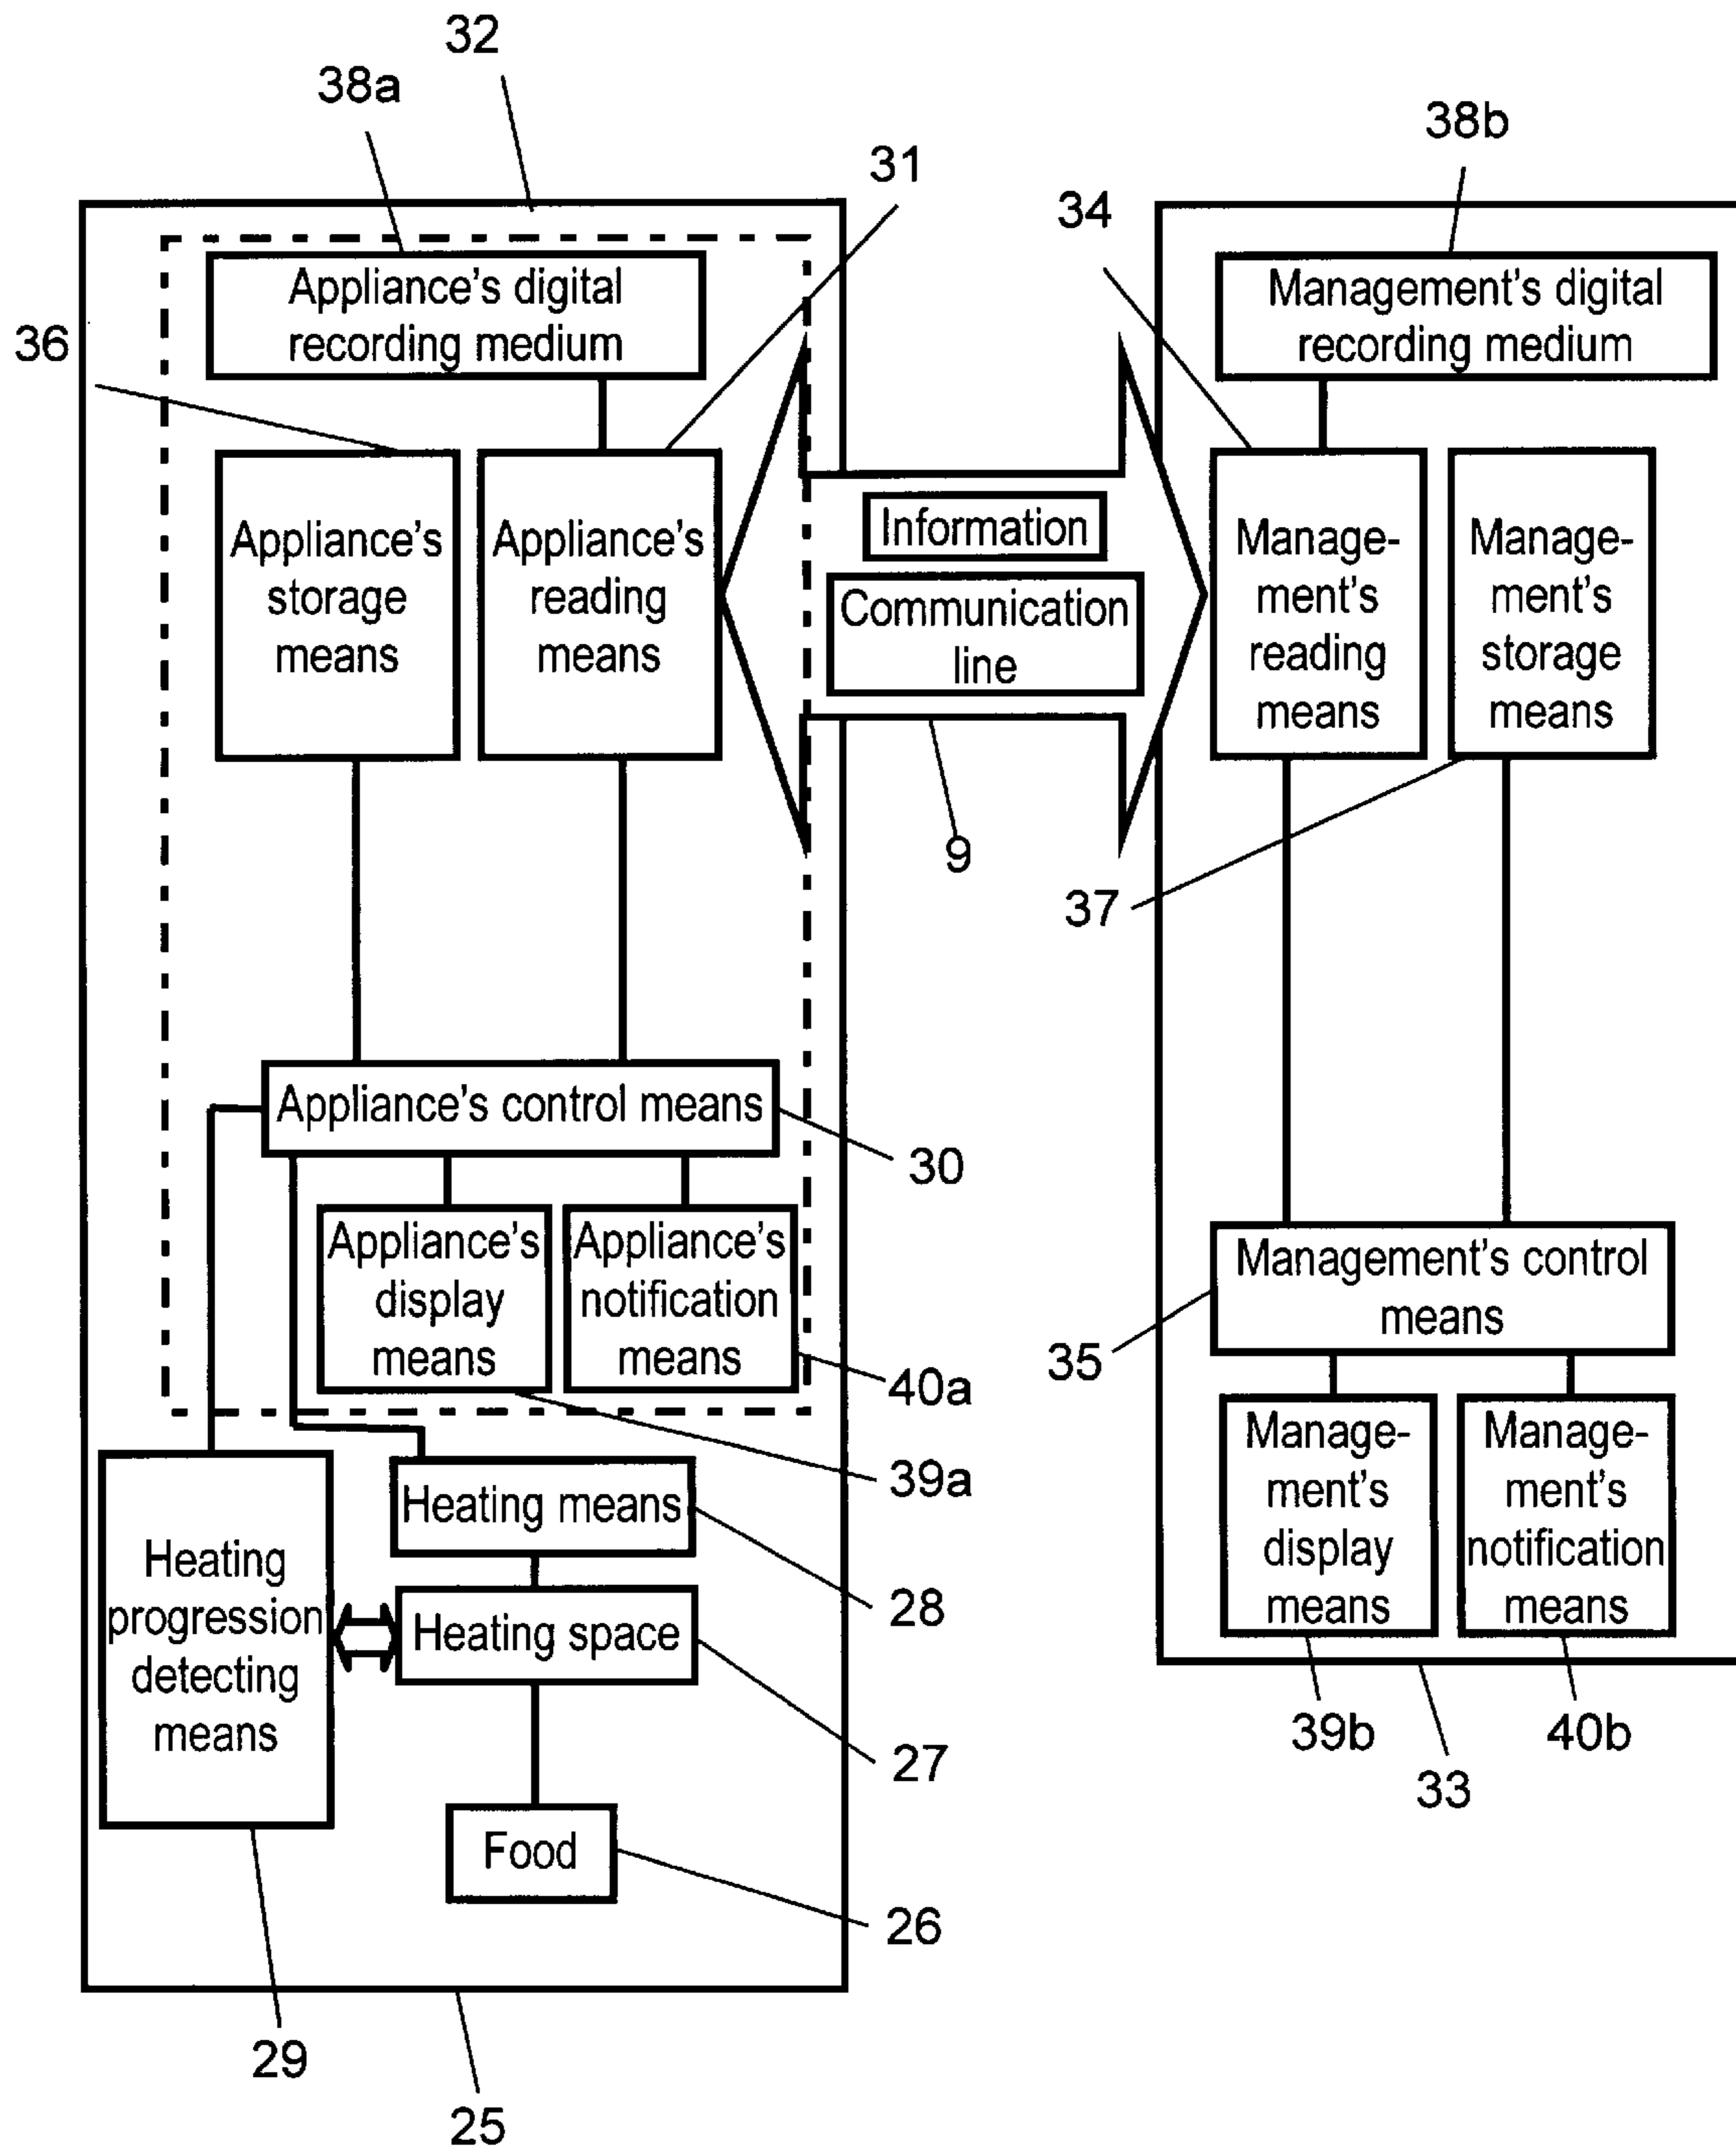 32
38a
38b
31
34
Appliance's digital
recording medium
Management's digital
recording medium
36
Appliance's
storage
means
Appliance's
reading
means
Information
Communication
line
Manage-
ment's
reading
means
Manage-
ment's
storage
means
9
37
Appliance's control means
30
Appliance's
display
means
Appliance's
notification
means
Management's control
means
35
40a
39a
Manage-
ment's
display
means
Manage-
ment's
notification
means
Heating means
Heating
progression
detecting
means
28
Heating space
27
39b
40b
33
Food
26
29
25